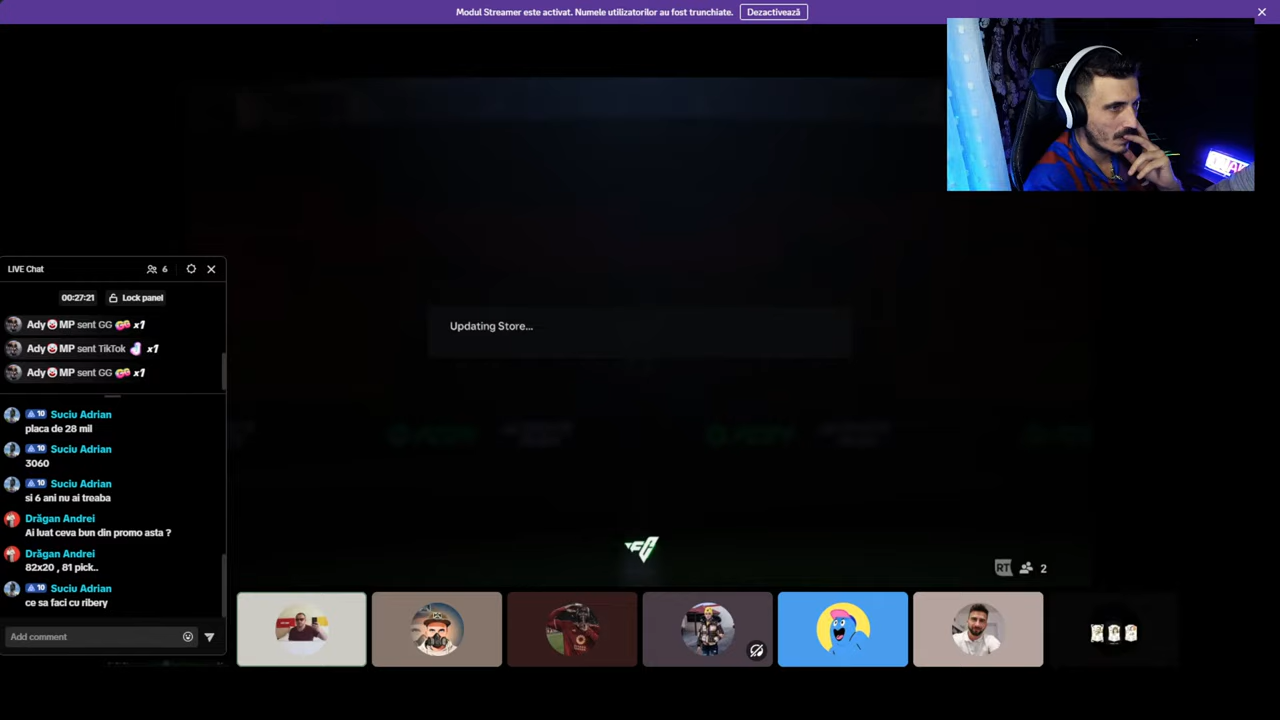 Modul Streamer este activat. Numele utilizatorilor au fost trunchiate.
Dezactivează
LIVE Chat
6
00:27:21
Lock panel
Ady MP sent GG x1
Ady MP sent TikTok x1
Ady MP sent GG x1
10 Suciu Adrian
placa de 28 mil
10 Suciu Adrian
3060
10 Suciu Adrian
si 6 ani nu ai treaba
Drăgan Andrei
Ai luat ceva bun din promo asta ?
Drăgan Andrei
82x20 , 81 pick..
10 Suciu Adrian
ce sa faci cu ribery
Add comment
Updating Store...
2